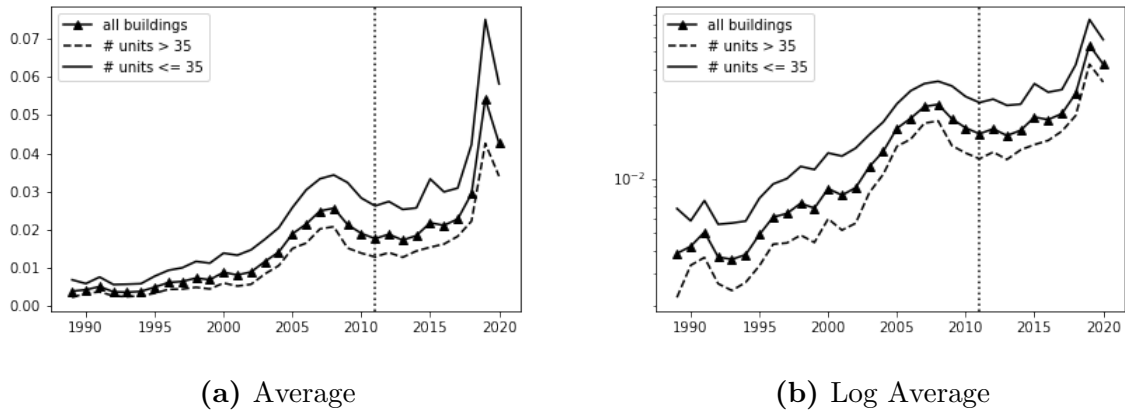 all buildings
# units > 35
# units <= 35
0.07
0.06
0.05
0.04
0.03
0.02
0.01
0.00
1990 1995 2000 2005 2010 2015 2020
(a) Average
all buildings
# units > 35
# units <= 35
10⁻²
1990 1995 2000 2005 2010 2015 2020
(b) Log Average